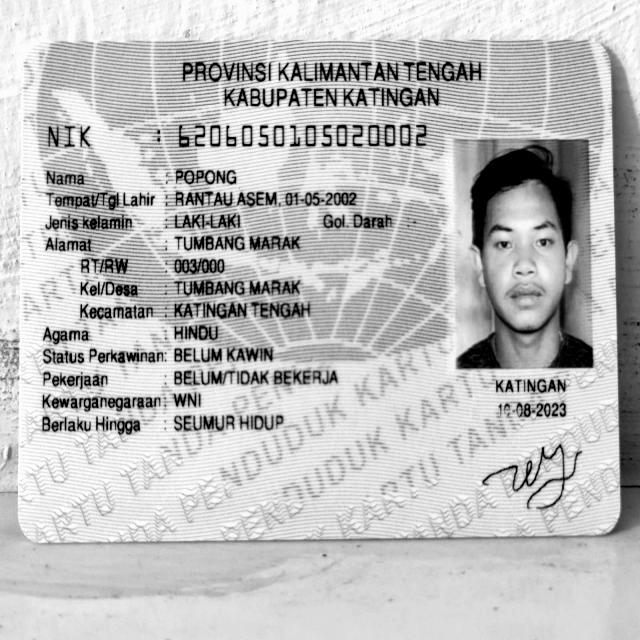 PROVINSI KALIMANTAN TENGAH
KABUPATEN KATINGAN
NIK : 6206050105020002
Nama : POPONG
Tempat/Tgl Lahir : RANTAU ASEM, 01-05-2002
Jenis kelamin : LAKI-LAKI Gol. Darah : -
Alamat : TUMBANG MARAK
RT/RW : 003/000
Kel/Desa : TUMBANG MARAK
Kecamatan : KATINGAN TENGAH
Agama : HINDU
Status Perkawinan: BELUM KAWIN
Pekerjaan : BELUM/TIDAK BEKERJA
Kewarganegaraan: WNI
Berlaku Hingga : SEUMUR HIDUP
KATINGAN
10-08-2023
KARTU TANDA PENDUDUK KARTU TANDA PENDUDUK